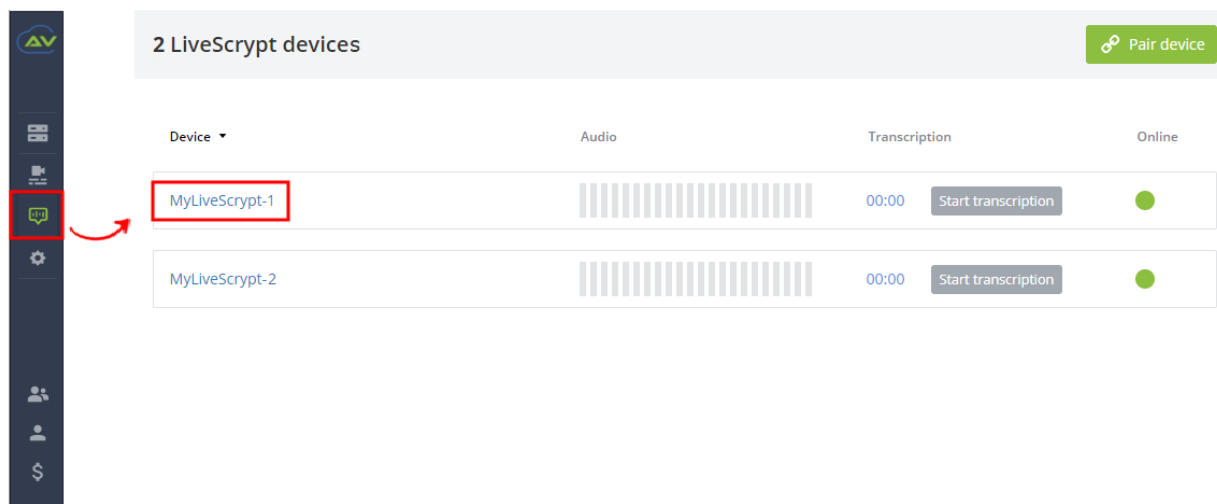 AV
2 LiveScrypt devices
Pair device
Device Audio Transcription Online
MyLiveScrypt-1 00:00 Start transcription
MyLiveScrypt-2 00:00 Start transcription
$